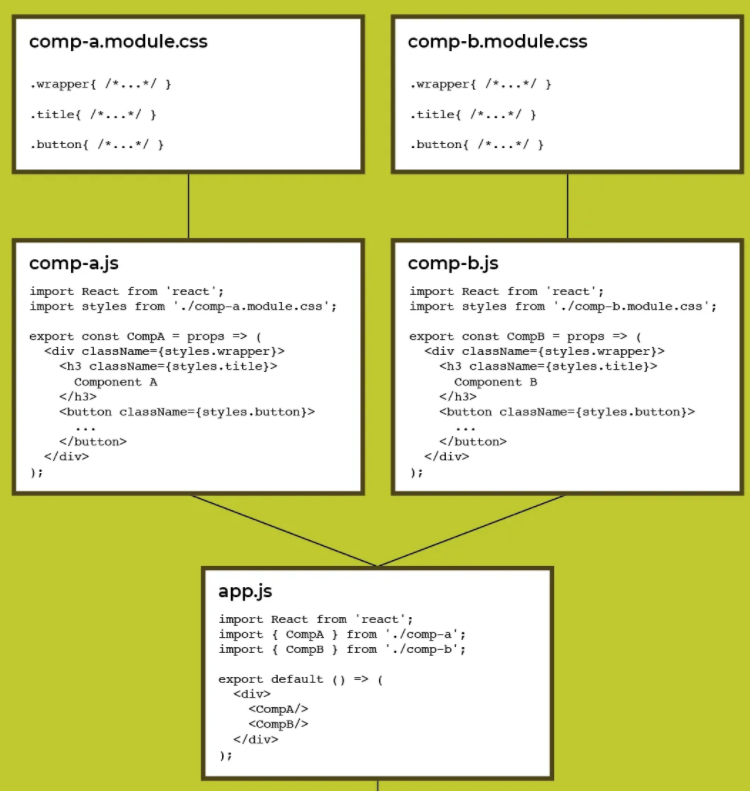 comp-a.module.css
.wrapper{ /*...*/ }
.title{ /*...*/ }
.button{ /*...*/ }
comp-b.module.css
.wrapper{ /*...*/ }
.title{ /*...*/ }
.button{ /*...*/ }
comp-a.js
import React from 'react';
import styles from './comp-a.module.css';
export const CompA = props => (
<div className={styles.wrapper}>
<h3 className={styles.title}>
Component A
</h3>
<button className={styles.button}>
...
</button>
</div>
);
comp-b.js
import React from 'react';
import styles from './comp-b.module.css';
export const CompB = props => (
<div className={styles.wrapper}>
<h3 className={styles.title}>
Component B
</h3>
<button className={styles.button}>
...
</button>
</div>
);
app.js
import React from 'react';
import { CompA } from './comp-a';
import { CompB } from './comp-b';
export default () => (
<div>
<CompA/>
<CompB/>
</div>
);